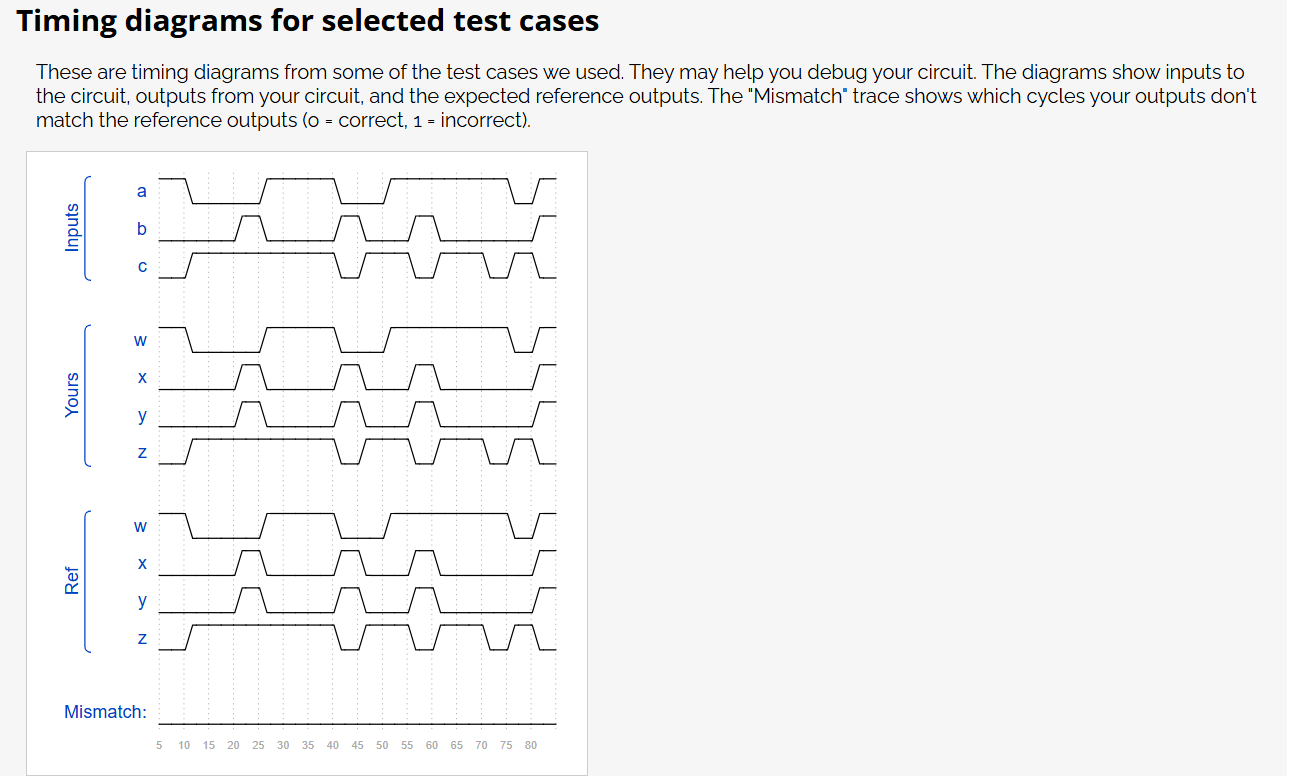 Timing diagrams for selected test cases
These are timing diagrams from some of the test cases we used. They may help you debug your circuit. The diagrams show inputs to
the circuit, outputs from your circuit, and the expected reference outputs. The "Mismatch" trace shows which cycles your outputs don't
match the reference outputs (0 = correct, 1 = incorrect).
Inputs
a
b
c
Yours
w
x
y
z
Ref
w
x
y
z
Mismatch:
5 10 15 20 25 30 35 40 45 50 55 60 65 70 75 80